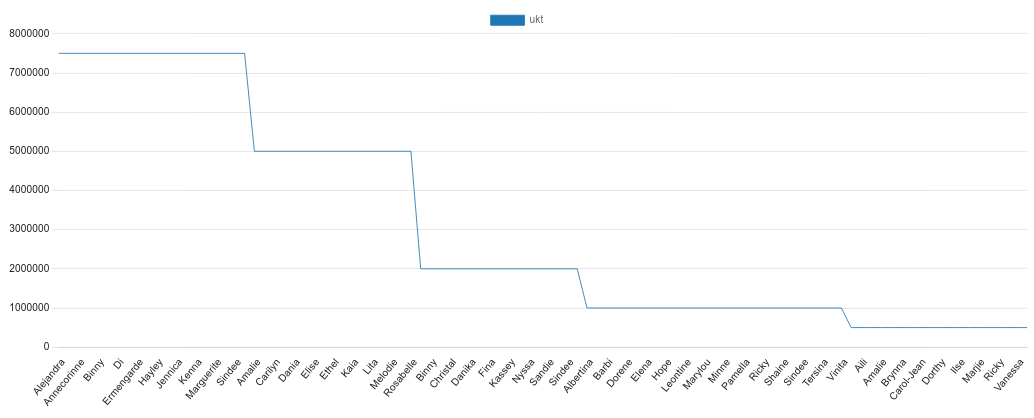 ukt
8000000
7000000
6000000
5000000
4000000
3000000
2000000
1000000
0
Alejandra
Annecorinne
Binny
Di
Ermengarde
Hayley
Jennica
Kenna
Marguerite
Sindee
Amalie
Carilyn
Dania
Elise
Ethel
Kaia
Lita
Melodie
Rosabelle
Binny
Christal
Danika
Fina
Kassey
Nyssa
Sandie
Sindee
Albertina
Barbi
Dorene
Elena
Hope
Leontine
Marylou
Minne
Pamella
Ricky
Shaine
Sindee
Tersina
Vinita
Aili
Amalie
Brynna
Carol-Jean
Dorthy
Ilse
Marjie
Ricky
Vanessa